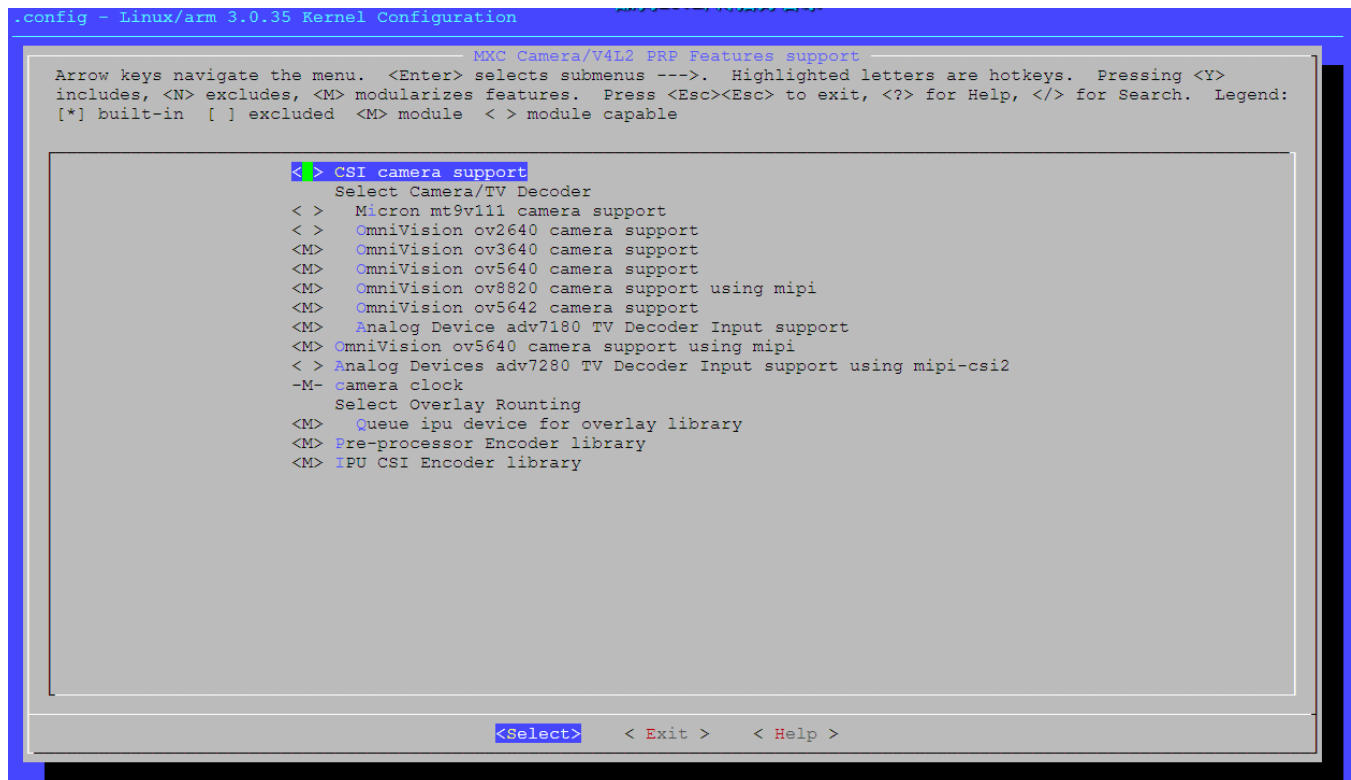 .config - Linux/arm 3.0.35 Kernel Configuration
MXC Camera/V4L2 PRP Features support
Arrow keys navigate the menu. <Enter> selects submenus --->. Highlighted letters are hotkeys. Pressing <Y>
includes, <N> excludes, <M> modularizes features. Press <Esc><Esc> to exit, <?> for Help, </> for Search. Legend:
[*] built-in [ ] excluded <M> module < > module capable
< > CSI camera support
Select Camera/TV Decoder
< > Micron mt9v111 camera support
< > OmniVision ov2640 camera support
<M> OmniVision ov3640 camera support
<M> OmniVision ov5640 camera support
<M> OmniVision ov8820 camera support using mipi
<M> OmniVision ov5642 camera support
<M> Analog Device adv7180 TV Decoder Input support
<M> OmniVision ov5640 camera support using mipi
< > Analog Devices adv7280 TV Decoder Input support using mipi-csi2
-M- camera clock
Select Overlay Rounting
<M> Queue ipu device for overlay library
<M> Pre-processor Encoder library
<M> IPU CSI Encoder library
<Select> < Exit > < Help >